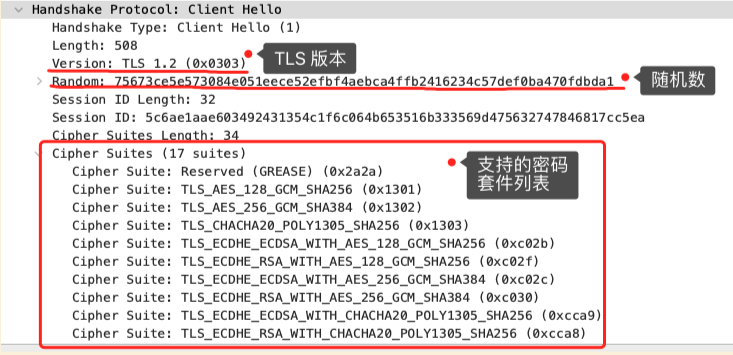 Handshake Protocol: Client Hello
Handshake Type: Client Hello (1)
Length: 508
Version: TLS 1.2 (0x0303)
TLS 版本
Random: 75673ce5e573084e051eece52efbf4aebca4ffb2416234c57def0ba470fdbda1
随机数
Session ID Length: 32
Session ID: 5c6ae1aae603492431354c1f6c064b653516b333569d475632747846817cc5ea
Cipher Suites Length: 34
Cipher Suites (17 suites)
支持的密码
套件列表
Cipher Suite: Reserved (GREASE) (0x2a2a)
Cipher Suite: TLS_AES_128_GCM_SHA256 (0x1301)
Cipher Suite: TLS_AES_256_GCM_SHA384 (0x1302)
Cipher Suite: TLS_CHACHA20_POLY1305_SHA256 (0x1303)
Cipher Suite: TLS_ECDHE_ECDSA_WITH_AES_128_GCM_SHA256 (0xc02b)
Cipher Suite: TLS_ECDHE_RSA_WITH_AES_128_GCM_SHA256 (0xc02f)
Cipher Suite: TLS_ECDHE_ECDSA_WITH_AES_256_GCM_SHA384 (0xc02c)
Cipher Suite: TLS_ECDHE_RSA_WITH_AES_256_GCM_SHA384 (0xc030)
Cipher Suite: TLS_ECDHE_ECDSA_WITH_CHACHA20_POLY1305_SHA256 (0xcca9)
Cipher Suite: TLS_ECDHE_RSA_WITH_CHACHA20_POLY1305_SHA256 (0xcca8)